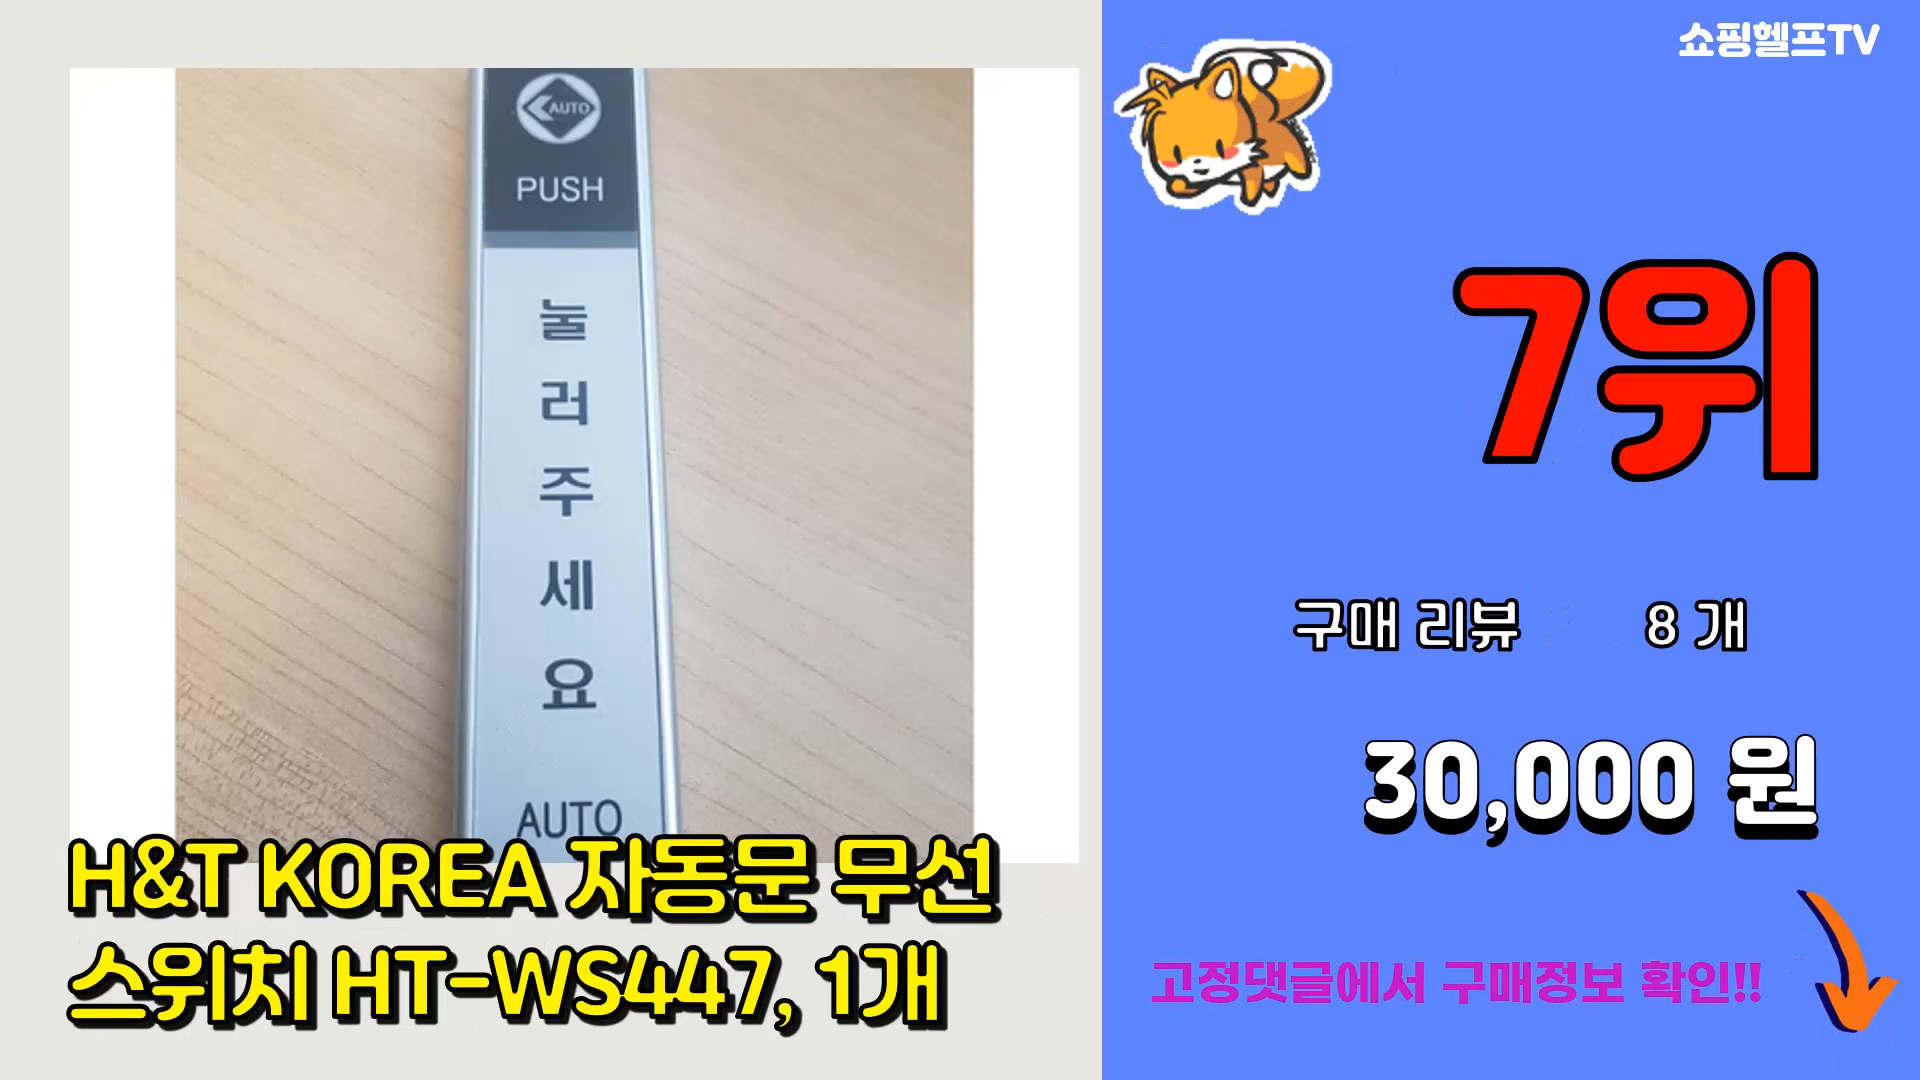 쇼핑헬프TV
AUTO
PUSH
눌
러
주
세
요
AUTO
H&T KOREA 자동문 무선
스위치 HT-WS447, 1개
7위
구매 리뷰 8 개
30,000 원
고정댓글에서 구매정보 확인!!